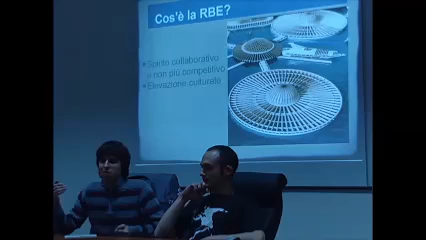 Cos'è la RBE?
Spirito collaborativo
e non più competitivo
Elevazione culturale